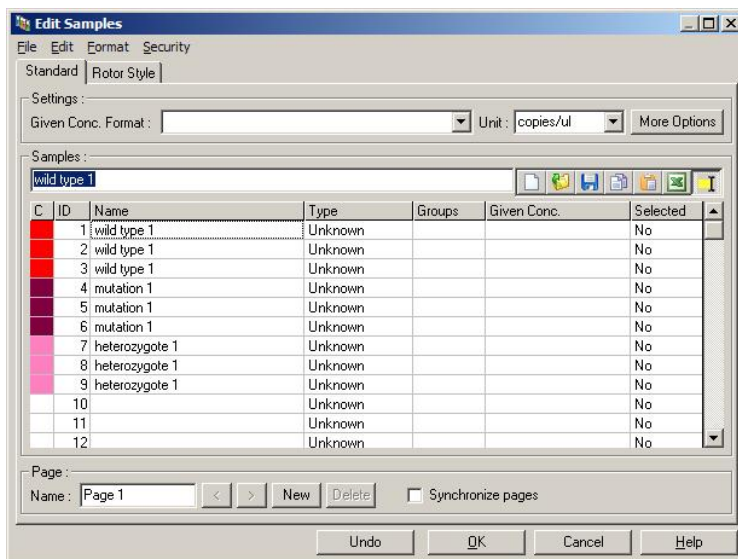 Edit Samples
File Edit Format Security
Standard Rotor Style
Settings :
Given Conc. Format : Unit : copies/ul More Options
Samples :
wild type 1
C ID Name Type Groups Given Conc. Selected
1 wild type 1 Unknown No
2 wild type 1 Unknown No
3 wild type 1 Unknown No
4 mutation 1 Unknown No
5 mutation 1 Unknown No
6 mutation 1 Unknown No
7 heterozygote 1 Unknown No
8 heterozygote 1 Unknown No
9 heterozygote 1 Unknown No
10 Unknown No
11 Unknown No
12 Unknown No
Page :
Name : Page 1 < > New Delete Synchronize pages
Undo OK Cancel Help